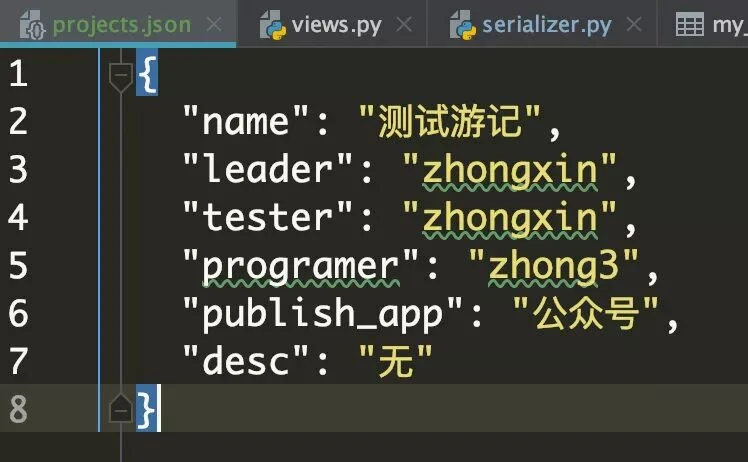 projects.json views.py serializer.py my_
1 {
2 "name": "测试游记",
3 "leader": "zhongxin",
4 "tester": "zhongxin",
5 "programer": "zhong3",
6 "publish_app": "公众号",
7 "desc": "无"
8 }